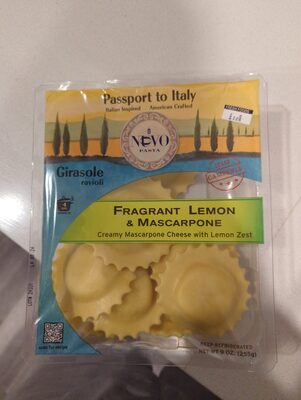 Passport to Italy
Italian Inspired American Crafted
NUOVO
PASTA
Girasole
ravioli
4
FRAGRANT LEMON
& MASCARPONE
Creamy Mascarpone Cheese with Lemon Zest
KEEP REFRIGERATED
NET WT 9 OZ. (255g)